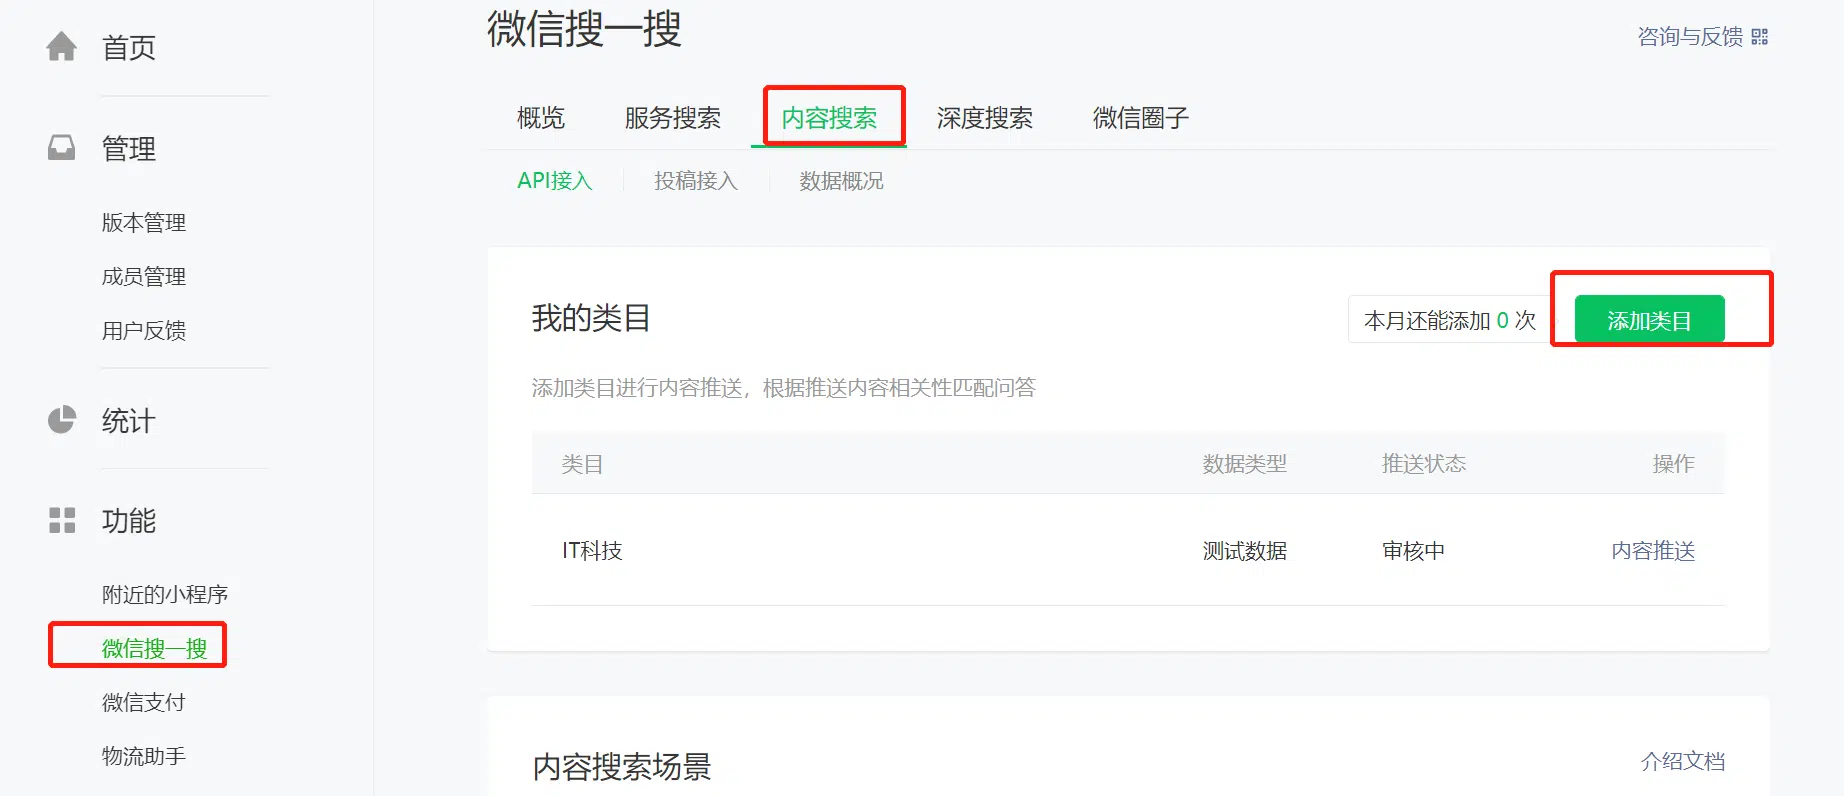 首页
管理
版本管理
成员管理
用户反馈
统计
功能
附近的小程序
微信搜一搜
微信支付
物流助手
微信搜一搜
咨询与反馈
概览 服务搜索 内容搜索 深度搜索 微信圈子
API接入 投稿接入 数据概况
我的类目
本月还能添加 0 次 添加类目
添加类目进行内容推送，根据推送内容相关性匹配问答
类目 数据类型 推送状态 操作
IT科技 测试数据 审核中 内容推送
内容搜索场景 介绍文档